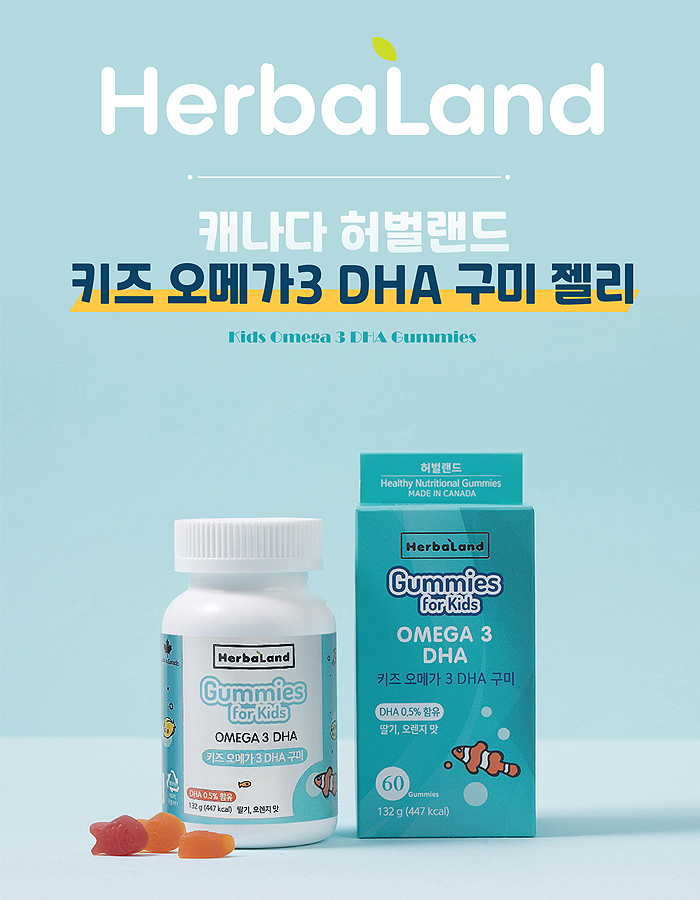 HerbaLand
캐나다 허벌랜드
키즈 오메가3 DHA 구미 젤리
Kids Omega 3 DHA Gummies
허벌랜드
Healthy Nutritional Gummies
MADE IN CANADA
HerbaLand
Gummies
for Kids
OMEGA 3
DHA
키즈 오메가 3 DHA 구미
DHA 0.5% 함유
딸기, 오렌지 맛
60 Gummies
132 g (447 kcal)
HerbaLand
Gummies
for Kids
OMEGA 3 DHA
키즈 오메가 3 DHA 구미
DHA 0.5% 함유
132 g (447 kcal) 딸기, 오렌지 맛